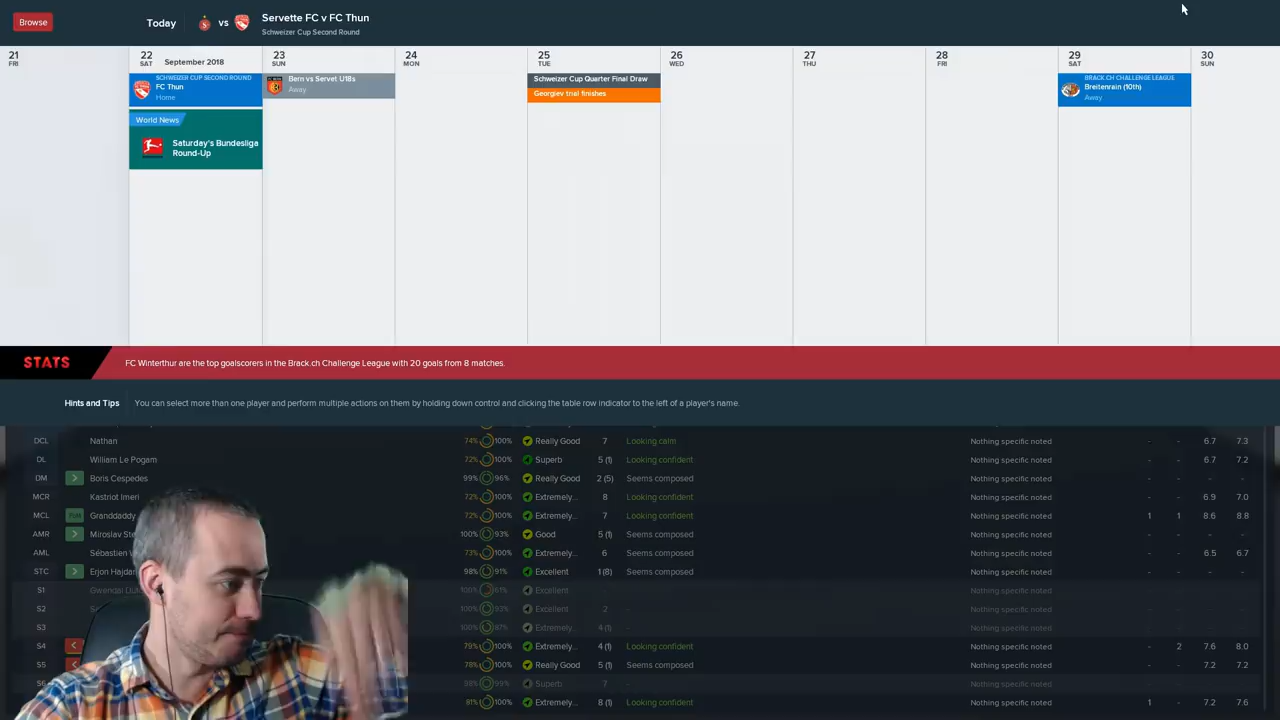 Browse
Today
vs
Servette FC v FC Thun
Schweizer Cup Second Round
21
FRI
22
SAT
September 2018
23
SUN
24
MON
25
TUE
26
WED
27
THU
28
FRI
29
SAT
30
SUN
SCHWEIZER CUP SECOND ROUND
FC Thun
Home
Bern vs Servet U18s
Away
Schweizer Cup Quarter Final Draw
Georgiev trial finishes
BRACK.CH CHALLENGE LEAGUE
Breitenrain (10th)
Away
World News
Saturday's Bundesliga
Round-Up
STATS
FC Winterthur are the top goalscorers in the Brack.ch Challenge League with 20 goals from 8 matches.
Hints and Tips
You can select more than one player and perform multiple actions on them by holding down control and clicking the table row indicator to the left of a player's name.
DCL Nathan 74% 100% Really Good 7 Looking calm Nothing specific noted - - 6.7 7.3
DL William Le Pogam 72% 100% Superb 5 (1) Looking confident Nothing specific noted - - 6.7 7.2
DM Boris Cespedes 99% 96% Really Good 2 (5) Seems composed Nothing specific noted - - - -
MCR Kastriot Imeri 72% 100% Extremely... 8 Looking confident Nothing specific noted - - 6.9 7.0
MCL Granddaddy 72% 100% Extremely... 7 Looking confident Nothing specific noted 1 1 8.6 8.8
AMR Miroslav 100% 93% Good 5 (1) Seems composed Nothing specific noted - - - -
AML Sébastien 73% 100% Extremely... 6 Seems composed Nothing specific noted - - 6.5 6.7
STC Erjon 98% 91% Excellent 1 (8) Seems composed Nothing specific noted - - - -
S1 Gwendal 100% 61% Excellent - Nothing specific noted - - - -
S2 100% 93% Excellent 2 - Nothing specific noted - - - -
S3 100% 87% Extremely... 4 (1) - Nothing specific noted - - - -
S4 79% 100% Extremely... 4 (1) Looking confident Nothing specific noted - 2 7.6 8.0
S5 78% 100% Really Good 5 (1) Seems composed Nothing specific noted - - 7.2 7.2
S6 98% 99% Superb 7 - Nothing specific noted - - - -
81% 100% Extremely... 8 (1) Looking confident Nothing specific noted 1 - 7.2 7.6